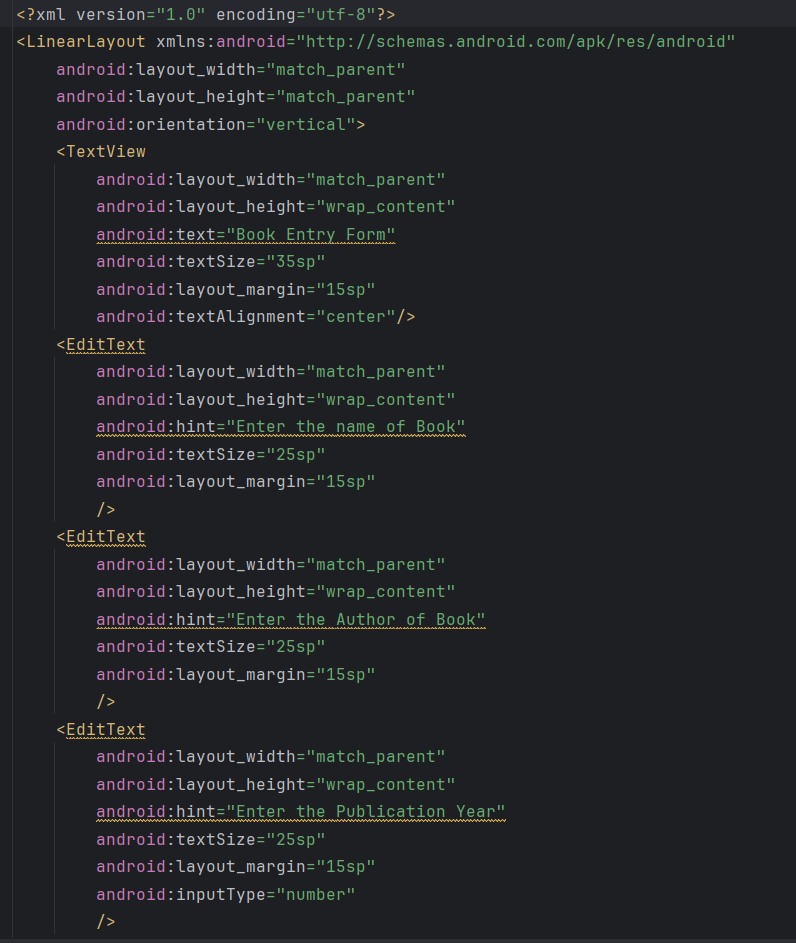 <?xml version="1.0" encoding="utf-8"?>
<LinearLayout xmlns:android="http://schemas.android.com/apk/res/android"
    android:layout_width="match_parent"
    android:layout_height="match_parent"
    android:orientation="vertical">
    <TextView
        android:layout_width="match_parent"
        android:layout_height="wrap_content"
        android:text="Book Entry Form"
        android:textSize="35sp"
        android:layout_margin="15sp"
        android:textAlignment="center"/>
    <EditText
        android:layout_width="match_parent"
        android:layout_height="wrap_content"
        android:hint="Enter the name of Book"
        android:textSize="25sp"
        android:layout_margin="15sp"
        />
    <EditText
        android:layout_width="match_parent"
        android:layout_height="wrap_content"
        android:hint="Enter the Author of Book"
        android:textSize="25sp"
        android:layout_margin="15sp"
        />
    <EditText
        android:layout_width="match_parent"
        android:layout_height="wrap_content"
        android:hint="Enter the Publication Year"
        android:textSize="25sp"
        android:layout_margin="15sp"
        android:inputType="number"
        />